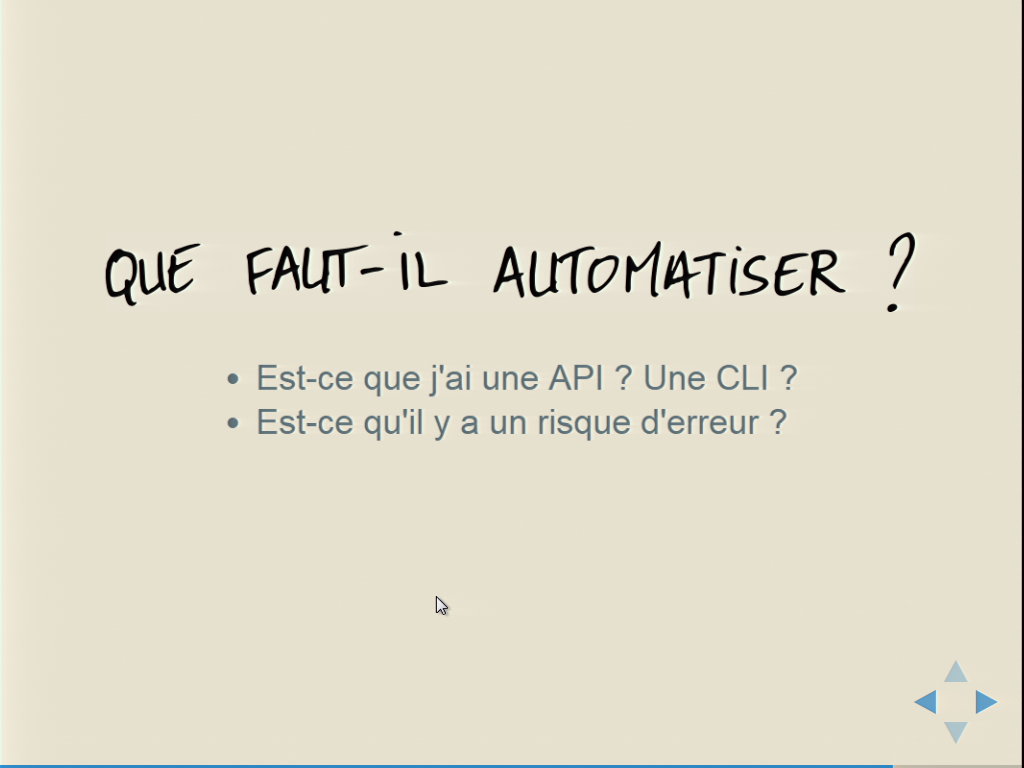 QUE FAUT-IL AUTOMATISER ?
• Est-ce que j'ai une API ? Une CLI ?
• Est-ce qu'il y a un risque d'erreur ?